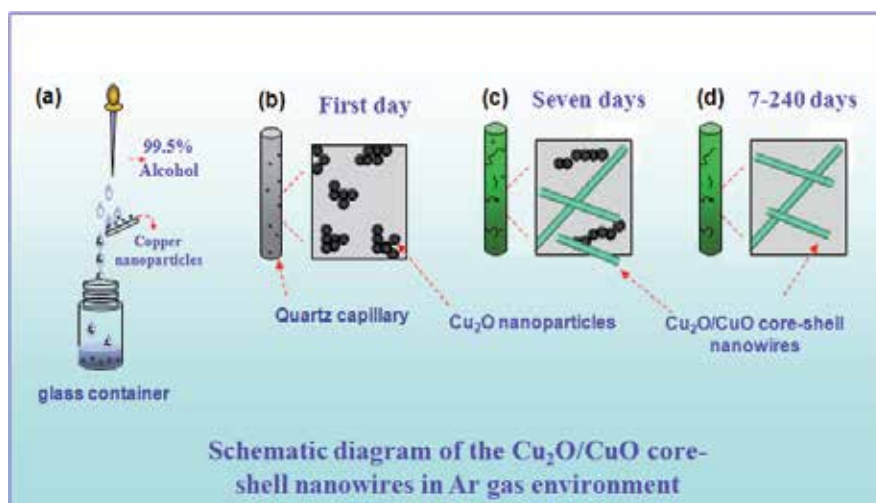 (a)
99.5%
Alcohol
Copper
nanoparticles
glass container
(b)
First day
Quartz capillary
Cu₂O nanoparticles
(c)
Seven days
(d)
7-240 days
Cu₂O/CuO core-shell
nanowires
Schematic diagram of the Cu₂O/CuO core-
shell nanowires in Ar gas environment